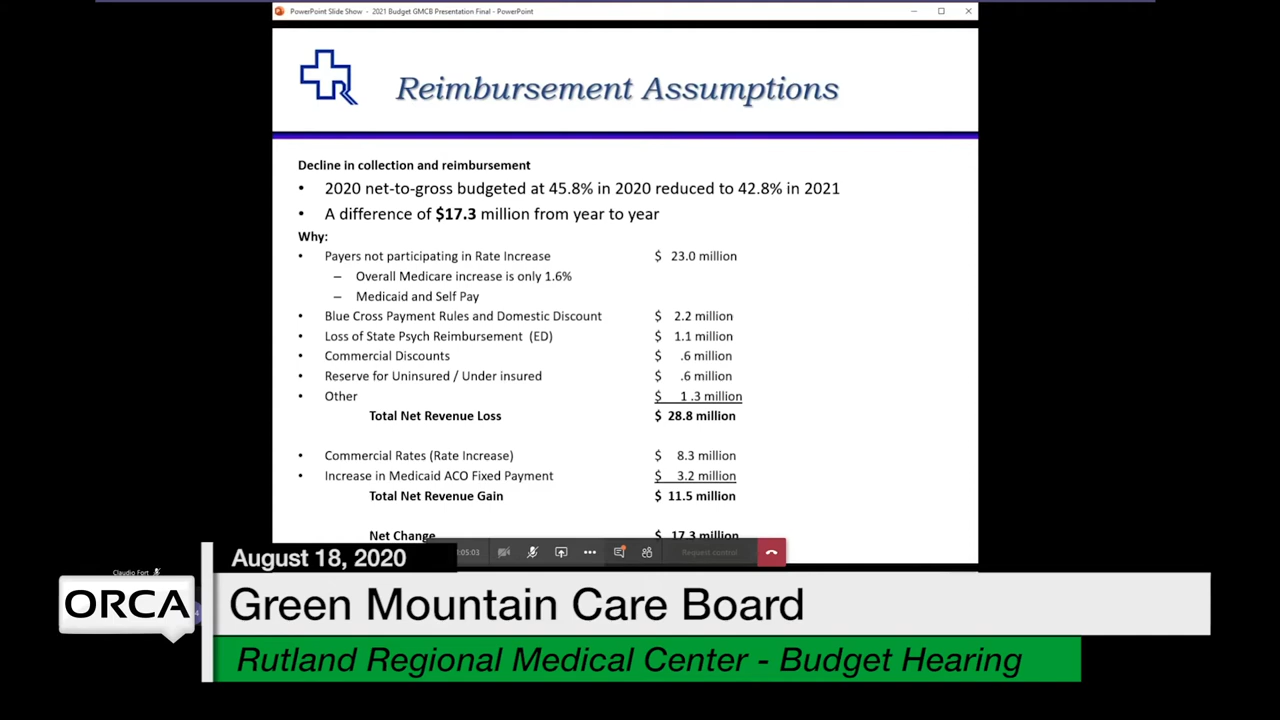 PowerPoint Slide Show - 2021 Budget GMCB Presentation Final - PowerPoint
Reimbursement Assumptions
Decline in collection and reimbursement
• 2020 net-to-gross budgeted at 45.8% in 2020 reduced to 42.8% in 2021
• A difference of $17.3 million from year to year
Why:
• Payers not participating in Rate Increase $ 23.0 million
– Overall Medicare increase is only 1.6%
– Medicaid and Self Pay
• Blue Cross Payment Rules and Domestic Discount $ 2.2 million
• Loss of State Psych Reimbursement (ED) $ 1.1 million
• Commercial Discounts $ .6 million
• Reserve for Uninsured / Under insured $ .6 million
• Other $ 1 .3 million
Total Net Revenue Loss $ 28.8 million
• Commercial Rates (Rate Increase) $ 8.3 million
• Increase in Medicaid ACO Fixed Payment $ 3.2 million
Total Net Revenue Gain $ 11.5 million
Net Change $ 17.3 million
:05:03 Request control
August 18, 2020
Claudio Fort
ORCA
Green Mountain Care Board
Rutland Regional Medical Center - Budget Hearing